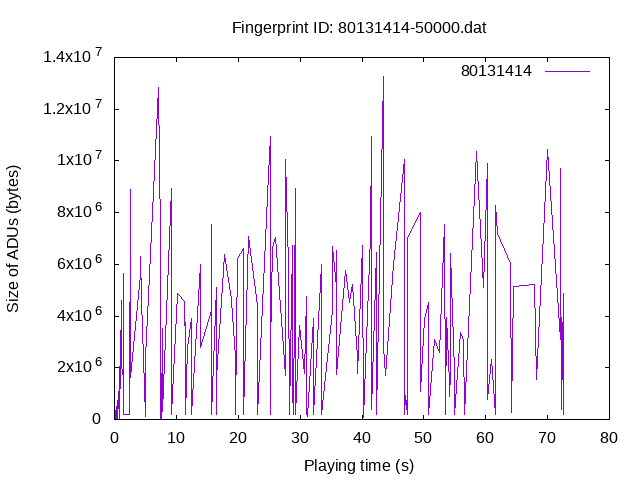 Fingerprint ID: 80131414-50000.dat
80131414
Size of ADUs (bytes)
1.4x10^7
1.2x10^7
1x10^7
8x10^6
6x10^6
4x10^6
2x10^6
0
0 10 20 30 40 50 60 70 80
Playing time (s)